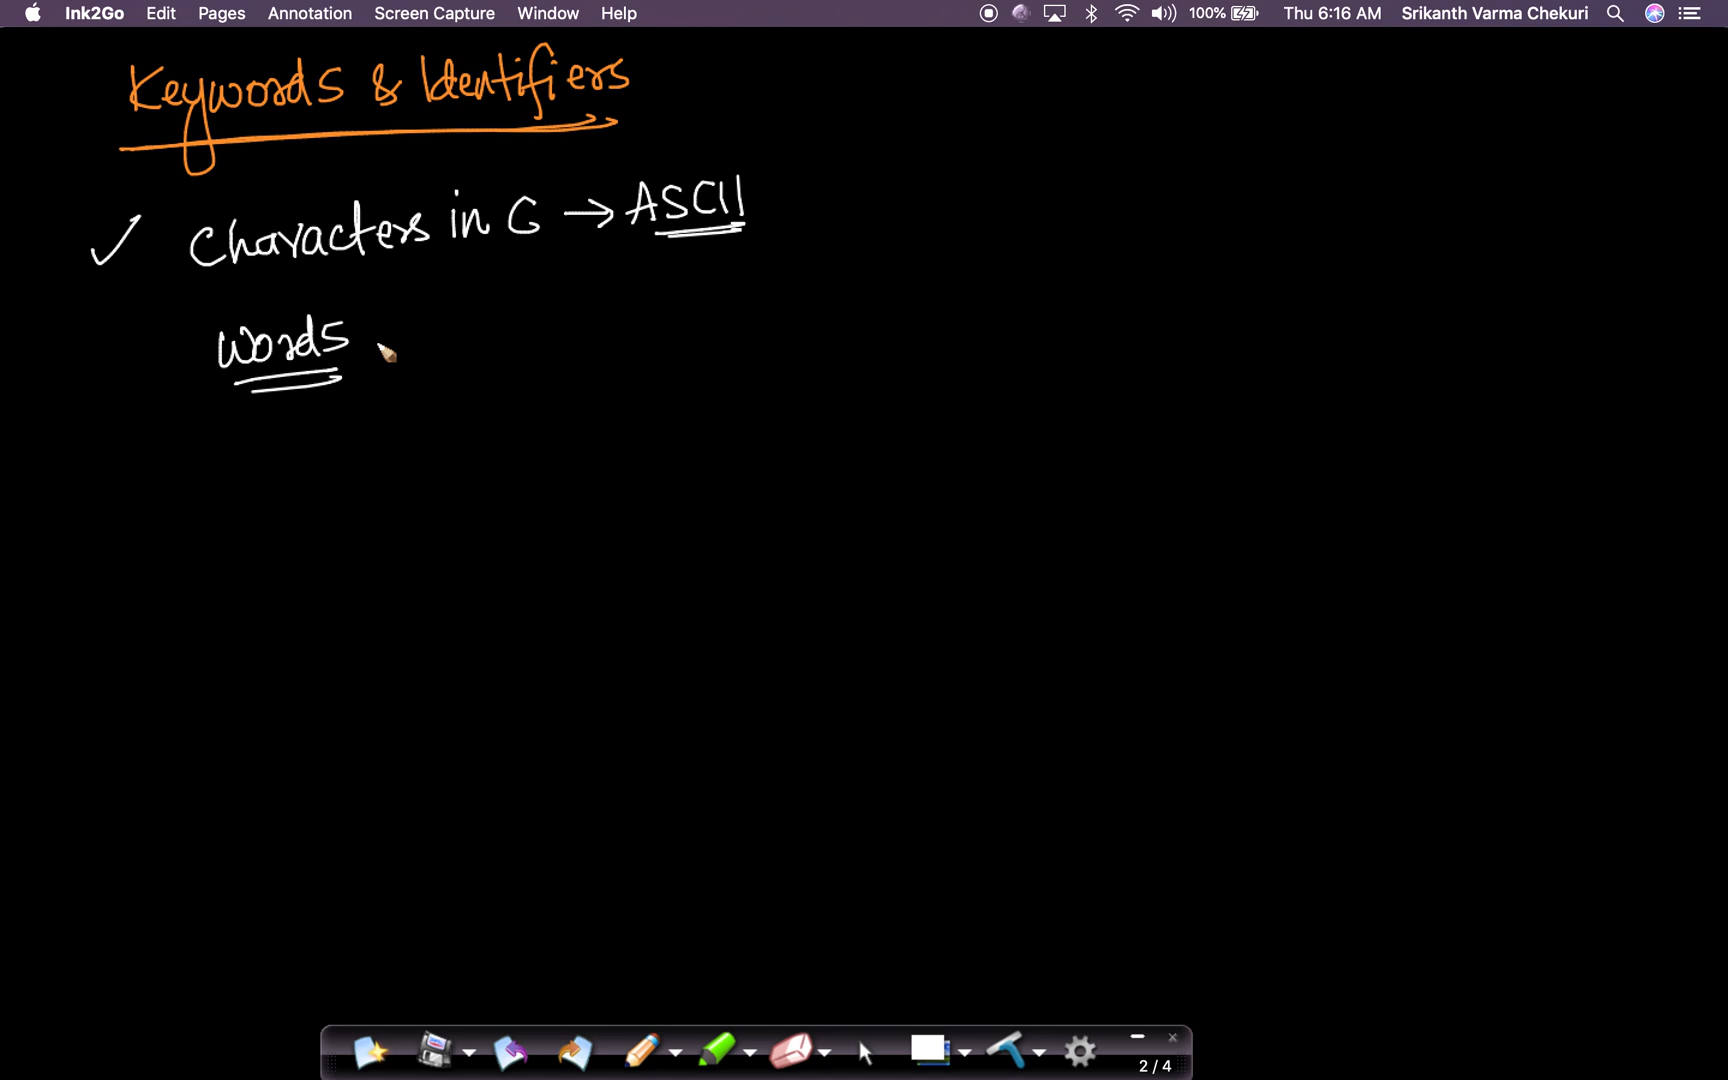 Ink2Go Edit Pages Annotation Screen Capture Window Help 100% Thu 6:16 AM Srikanth Varma Chekuri
Keywords & Identifiers
Characters in C → ASCII
Words
2 / 4